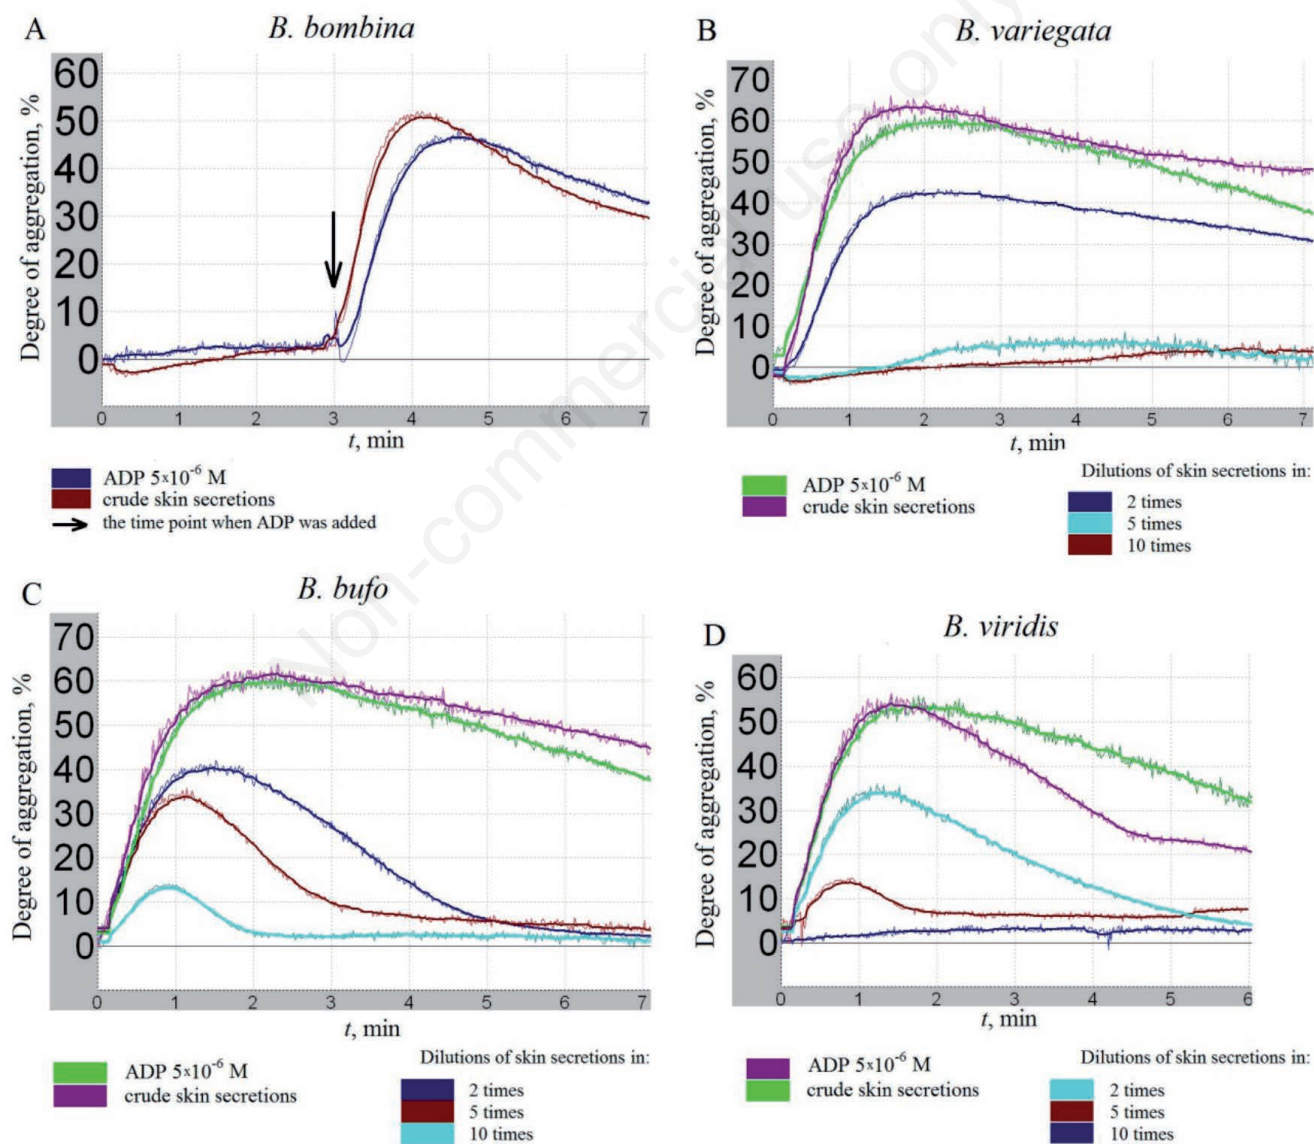 A
B. bombina
Degree of aggregation, %
60
50
40
30
20
10
0
0 1 2 3 4 5 6 7
t, min
ADP 5×10⁻⁶ M
crude skin secretions
the time point when ADP was added
B
B. variegata
Degree of aggregation, %
70
60
50
40
30
20
10
0
0 1 2 3 4 5 6 7
t, min
ADP 5×10⁻⁶ M
crude skin secretions
Dilutions of skin secretions in:
2 times
5 times
10 times
C
B. bufo
Degree of aggregation, %
70
60
50
40
30
20
10
0
0 1 2 3 4 5 6 7
t, min
ADP 5×10⁻⁶ M
crude skin secretions
Dilutions of skin secretions in:
2 times
5 times
10 times
D
B. viridis
Degree of aggregation, %
60
50
40
30
20
10
0
0 1 2 3 4 5 6
t, min
ADP 5×10⁻⁶ M
crude skin secretions
Dilutions of skin secretions in:
2 times
5 times
10 times
Non-commercial use only